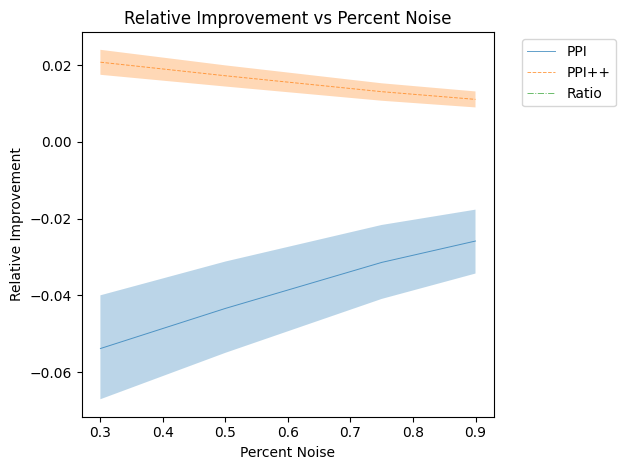 Relative Improvement vs Percent Noise
PPI
PPI++
Ratio
Relative Improvement
0.02
0.00
−0.02
−0.04
−0.06
0.3 0.4 0.5 0.6 0.7 0.8 0.9
Percent Noise